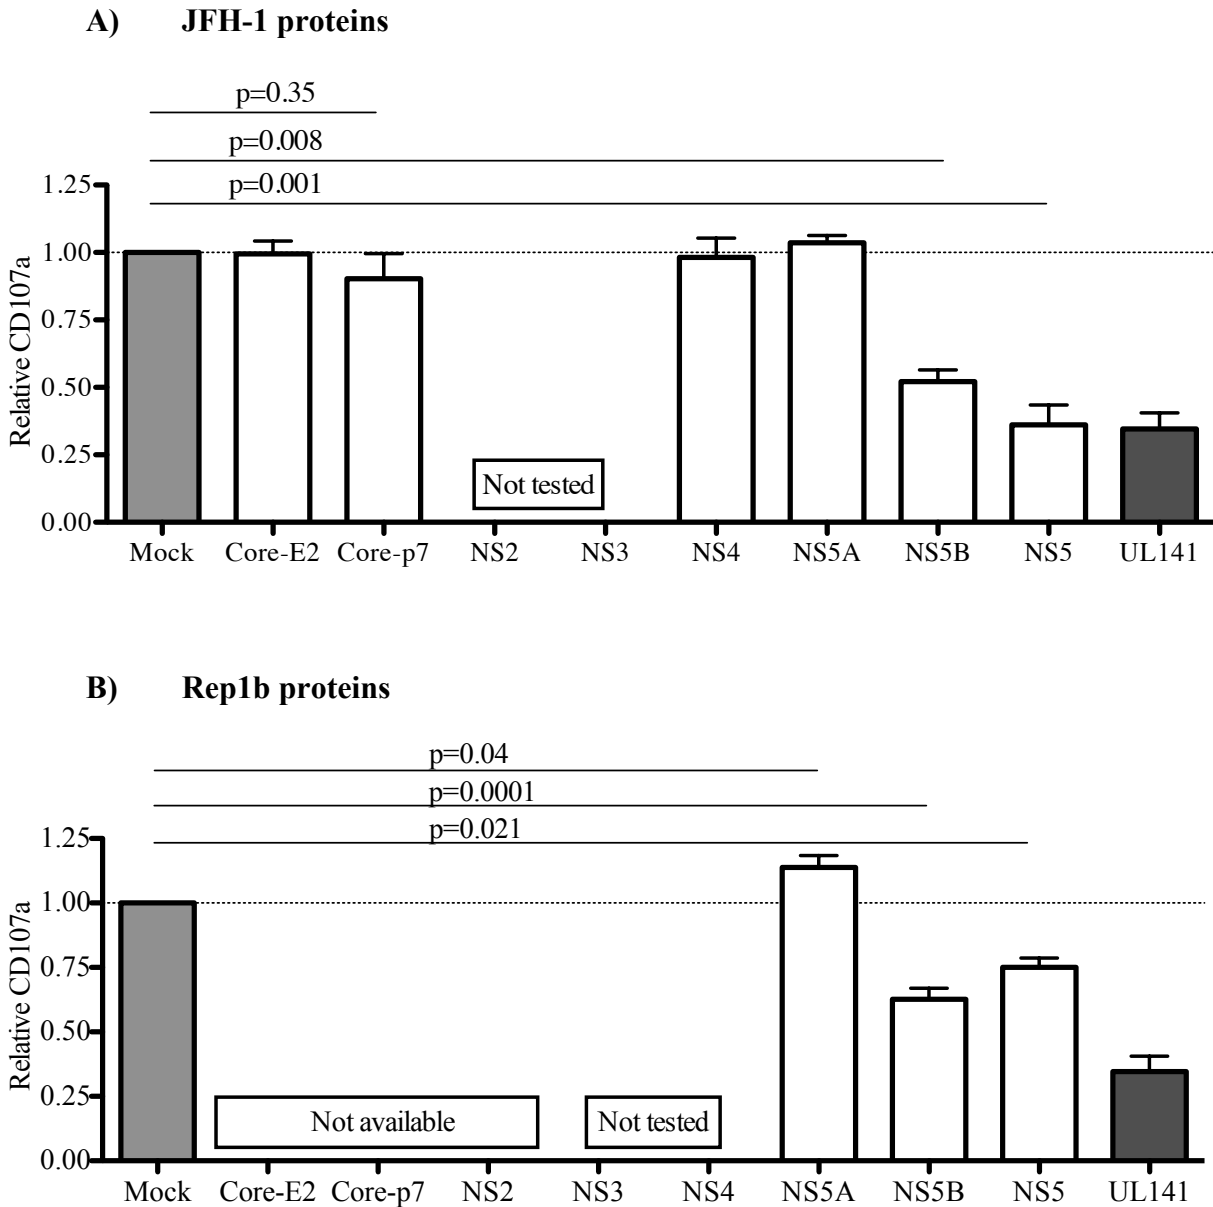 A) JFH-1 proteins
p=0.35
p=0.008
p=0.001
1.25
1.00
0.75
0.50
0.25
0.00
Relative CD107a
Not tested
Mock Core-E2 Core-p7 NS2 NS3 NS4 NS5A NS5B NS5 UL141
B) Rep1b proteins
p=0.04
p=0.0001
p=0.021
1.25
1.00
0.75
0.50
0.25
0.00
Relative CD107a
Not available Not tested
Mock Core-E2 Core-p7 NS2 NS3 NS4 NS5A NS5B NS5 UL141